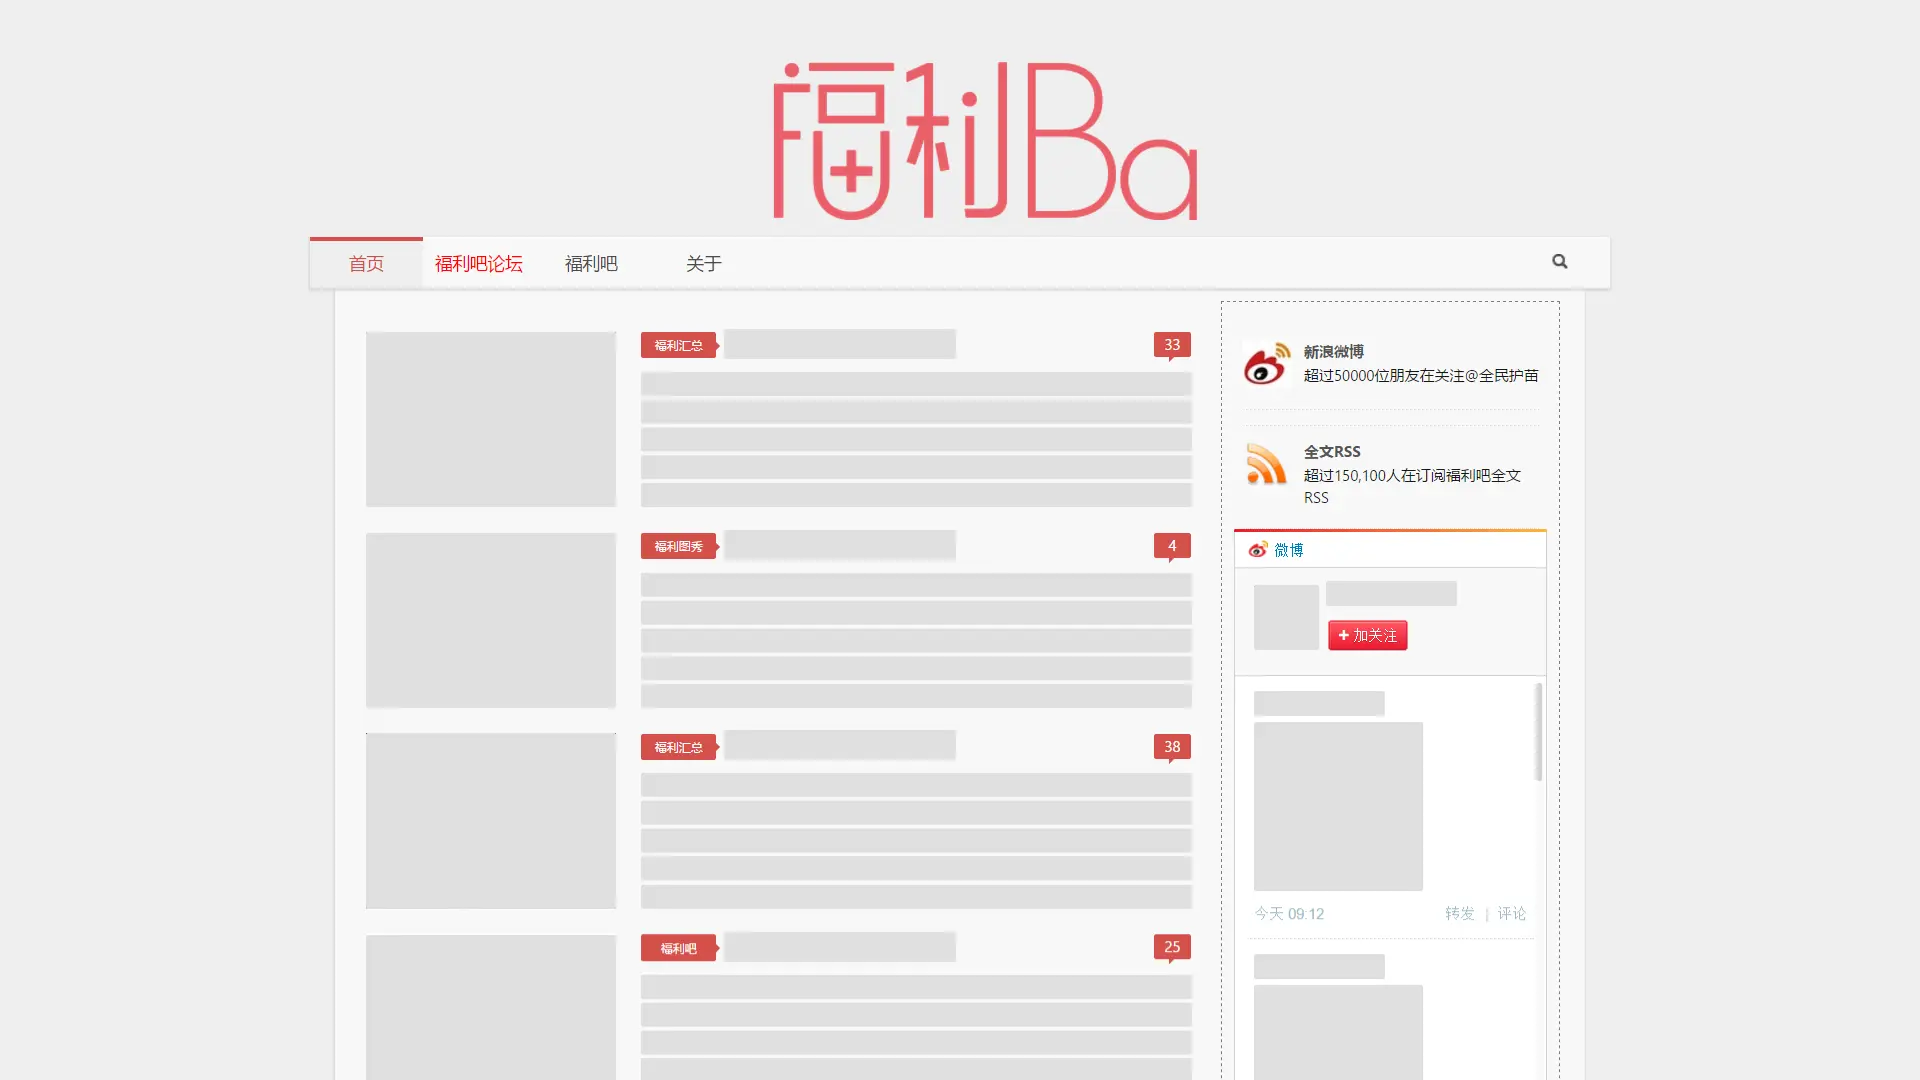 福利Ba
首页 福利吧论坛 福利吧 关于
福利汇总 33
福利图秀 4
福利汇总 38
福利吧 25
新浪微博
超过50000位朋友在关注@全民护苗
全文RSS
超过150,100人在订阅福利吧全文
RSS
微博
+ 加关注
今天 09:12 转发 | 评论